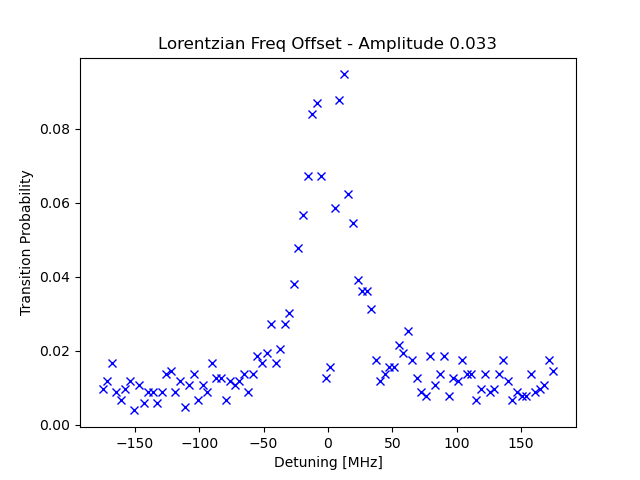 Lorentzian Freq Offset - Amplitude 0.033
Transition Probability
0.08
0.06
0.04
0.02
0.00
−150 −100 −50 0 50 100 150
Detuning [MHz]